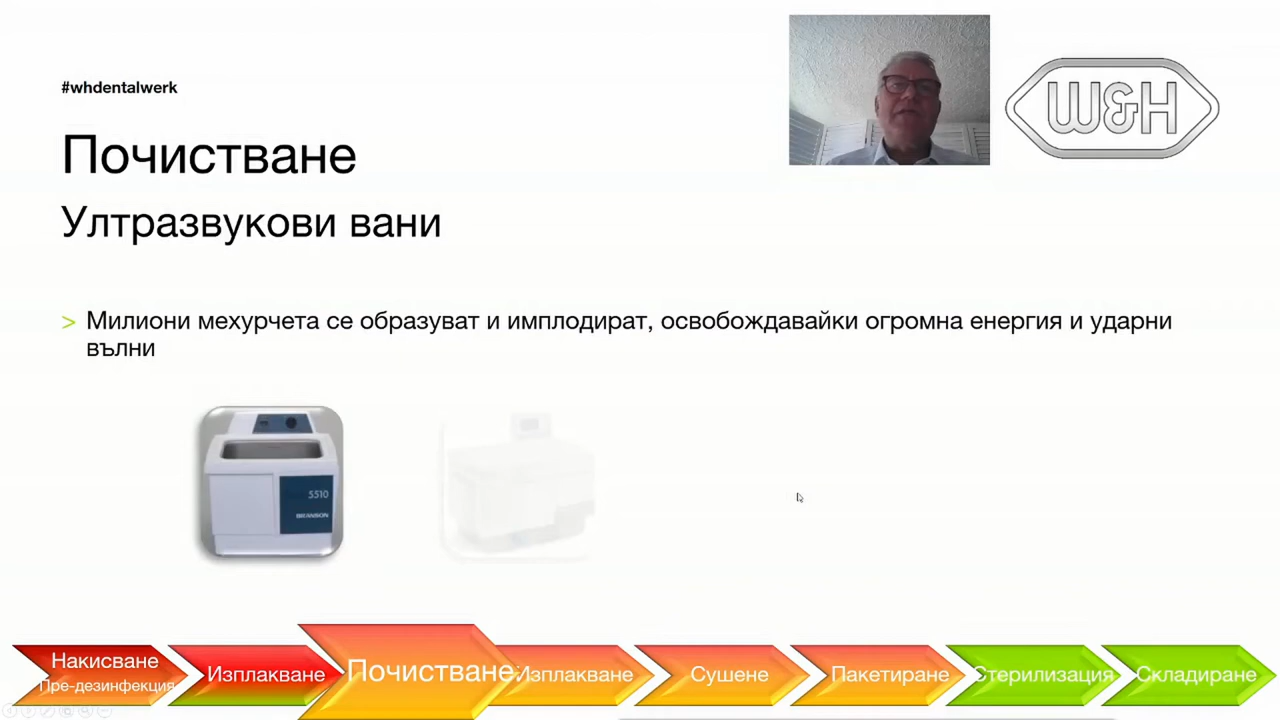 #whdentalwerk
W&H
Почистване
Ултразвукови вани
> Милиони мехурчета се образуват и имплодират, освобождавайки огромна енергия и ударни
вълни
5510
BRANSON
Накисване
Пре-дезинфекция
Изплакване
Почистване
Изплакване
Сушене
Пакетиране
Стерилизация
Складиране